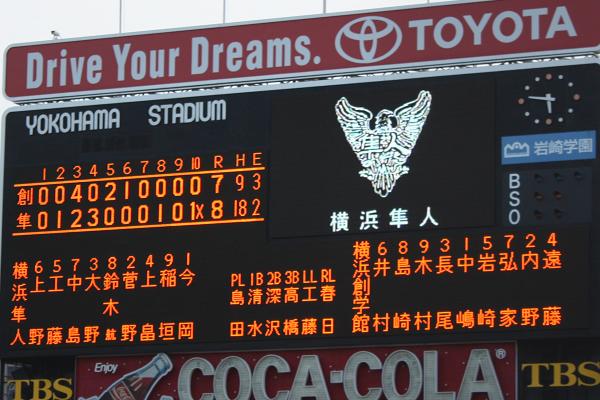 Drive Your Dreams. TOYOTA
YOKOHAMA STADIUM
1 2 3 4 5 6 7 8 9 10 R H E
創 0 0 4 0 2 1 0 0 0 0 7 9 3
隼 0 1 2 3 0 0 0 1 0 1x 8 18 2
横浜隼人
岩崎学園
B
S
O
横浜隼人
6 上野
5 工藤
7 中島
3 大野
8 鈴木航
2 菅野
4 上畠
9 稲垣
1 今岡
PL 島田
1B 清水
2B 深沢
3B 高橋
LL 工藤
RL 春日
横浜創学館
6 井村
8 島崎
9 木村
3 長尾
1 中嶋
5 岩崎
7 弘家
2 内野
4 遠藤
TBS
Enjoy
COCA-COLA®
TBS